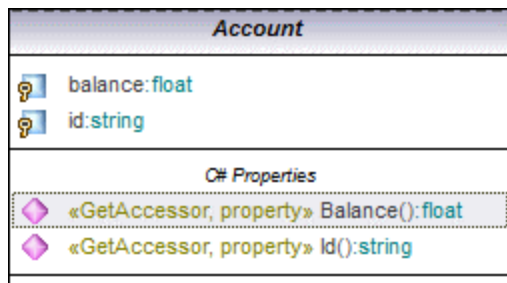 Account
balance:float
id:string
C# Properties
«GetAccessor, property» Balance():float
«GetAccessor, property» Id():string